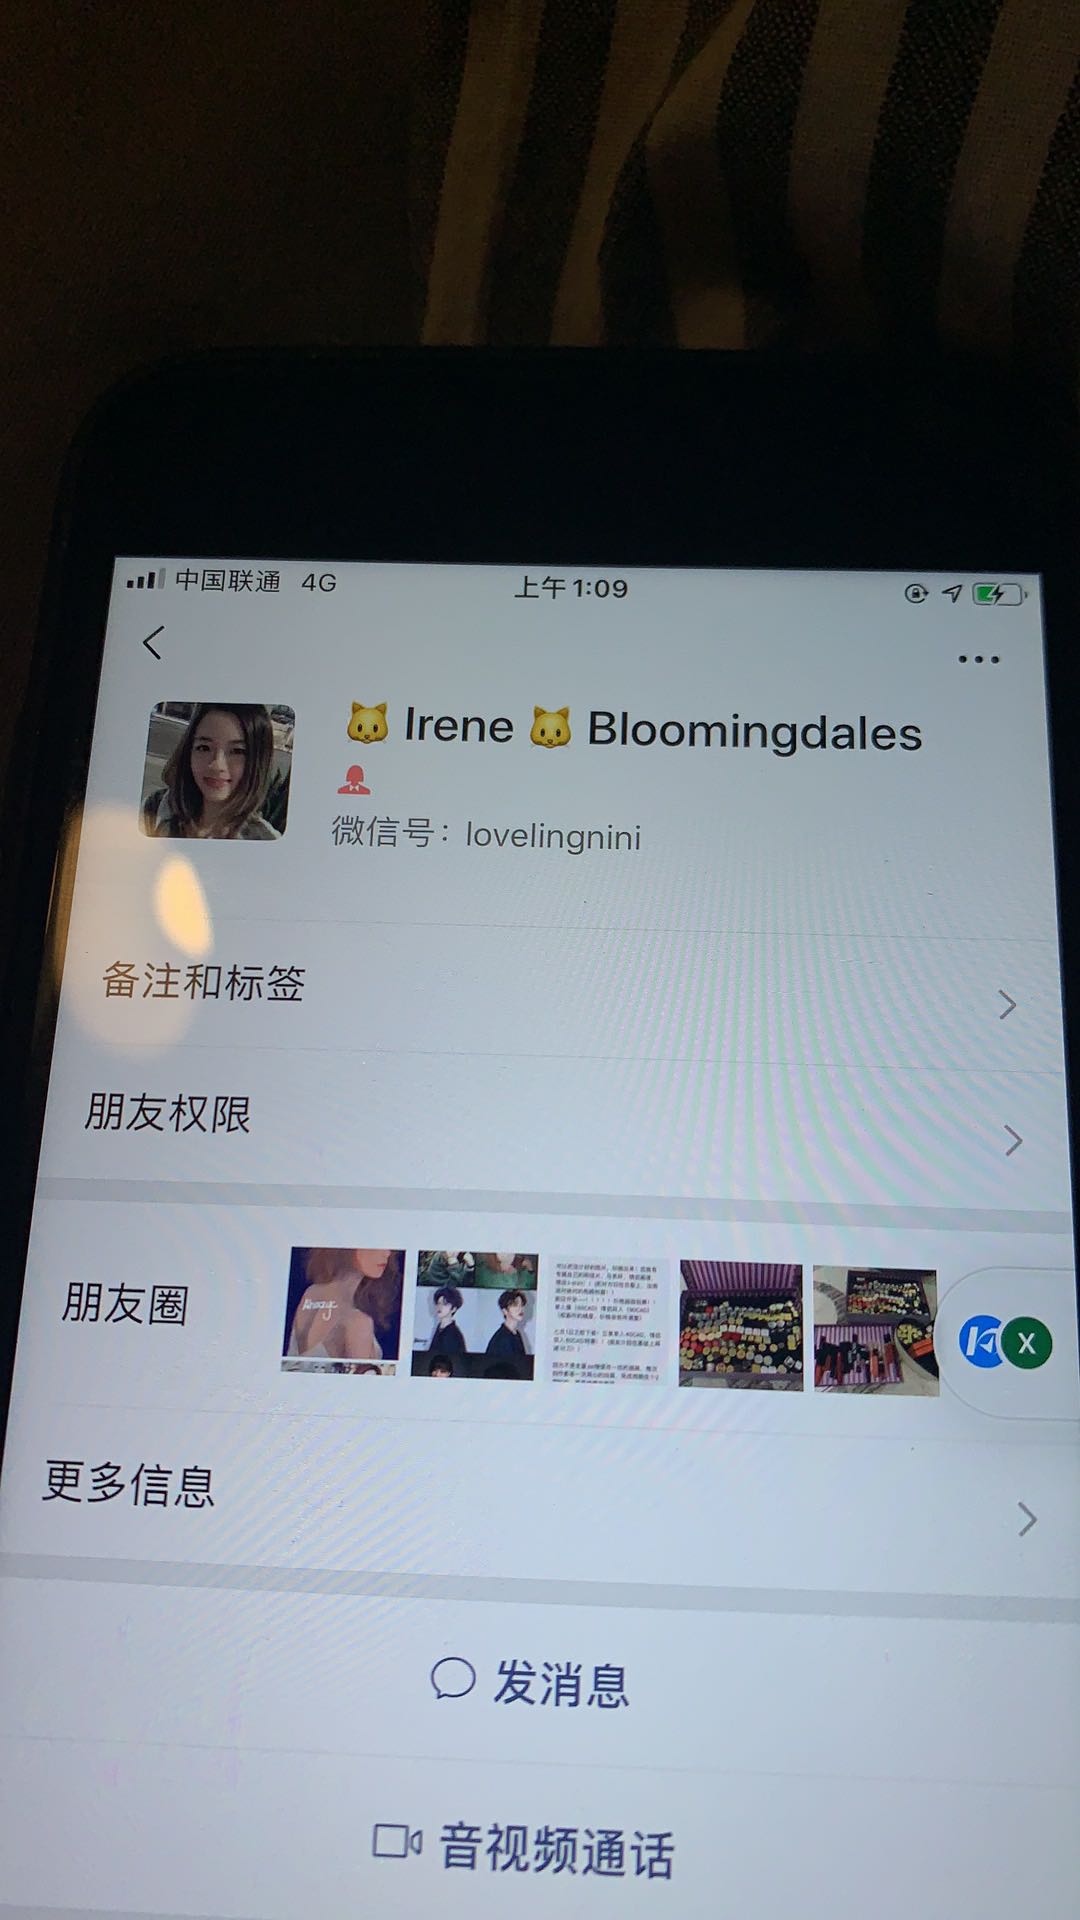 中国联通 4G 上午1:09
🐱 Irene 🐱 Bloomingdales
微信号：lovelingnini
备注和标签
朋友权限
朋友圈
X
更多信息
发消息
音视频通话